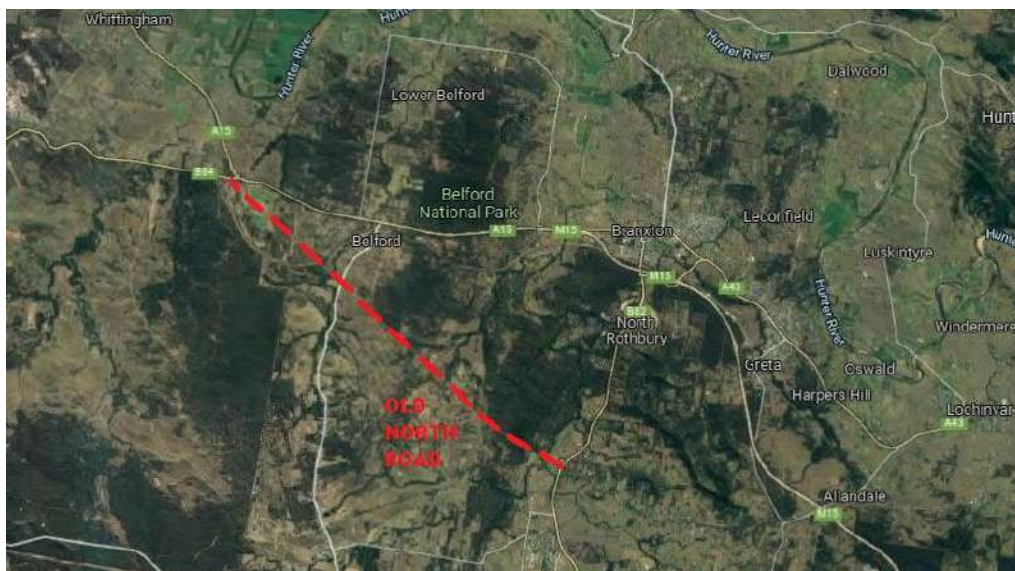 Whittingham
Hunter River
Hunter River
Dalwood
Lower Belford
Hunt
A15
B84
Belford
National Park
Leconfield
A15
M15
Branxton
Belford
Luskintyre
Hunte
M15
A43
B82
North
Rothbury
Hunter River
Windermere
Greta
Oswald
Harpers Hill
OLD
NORTH
ROAD
Lochinvar
A43
Allandale
M15